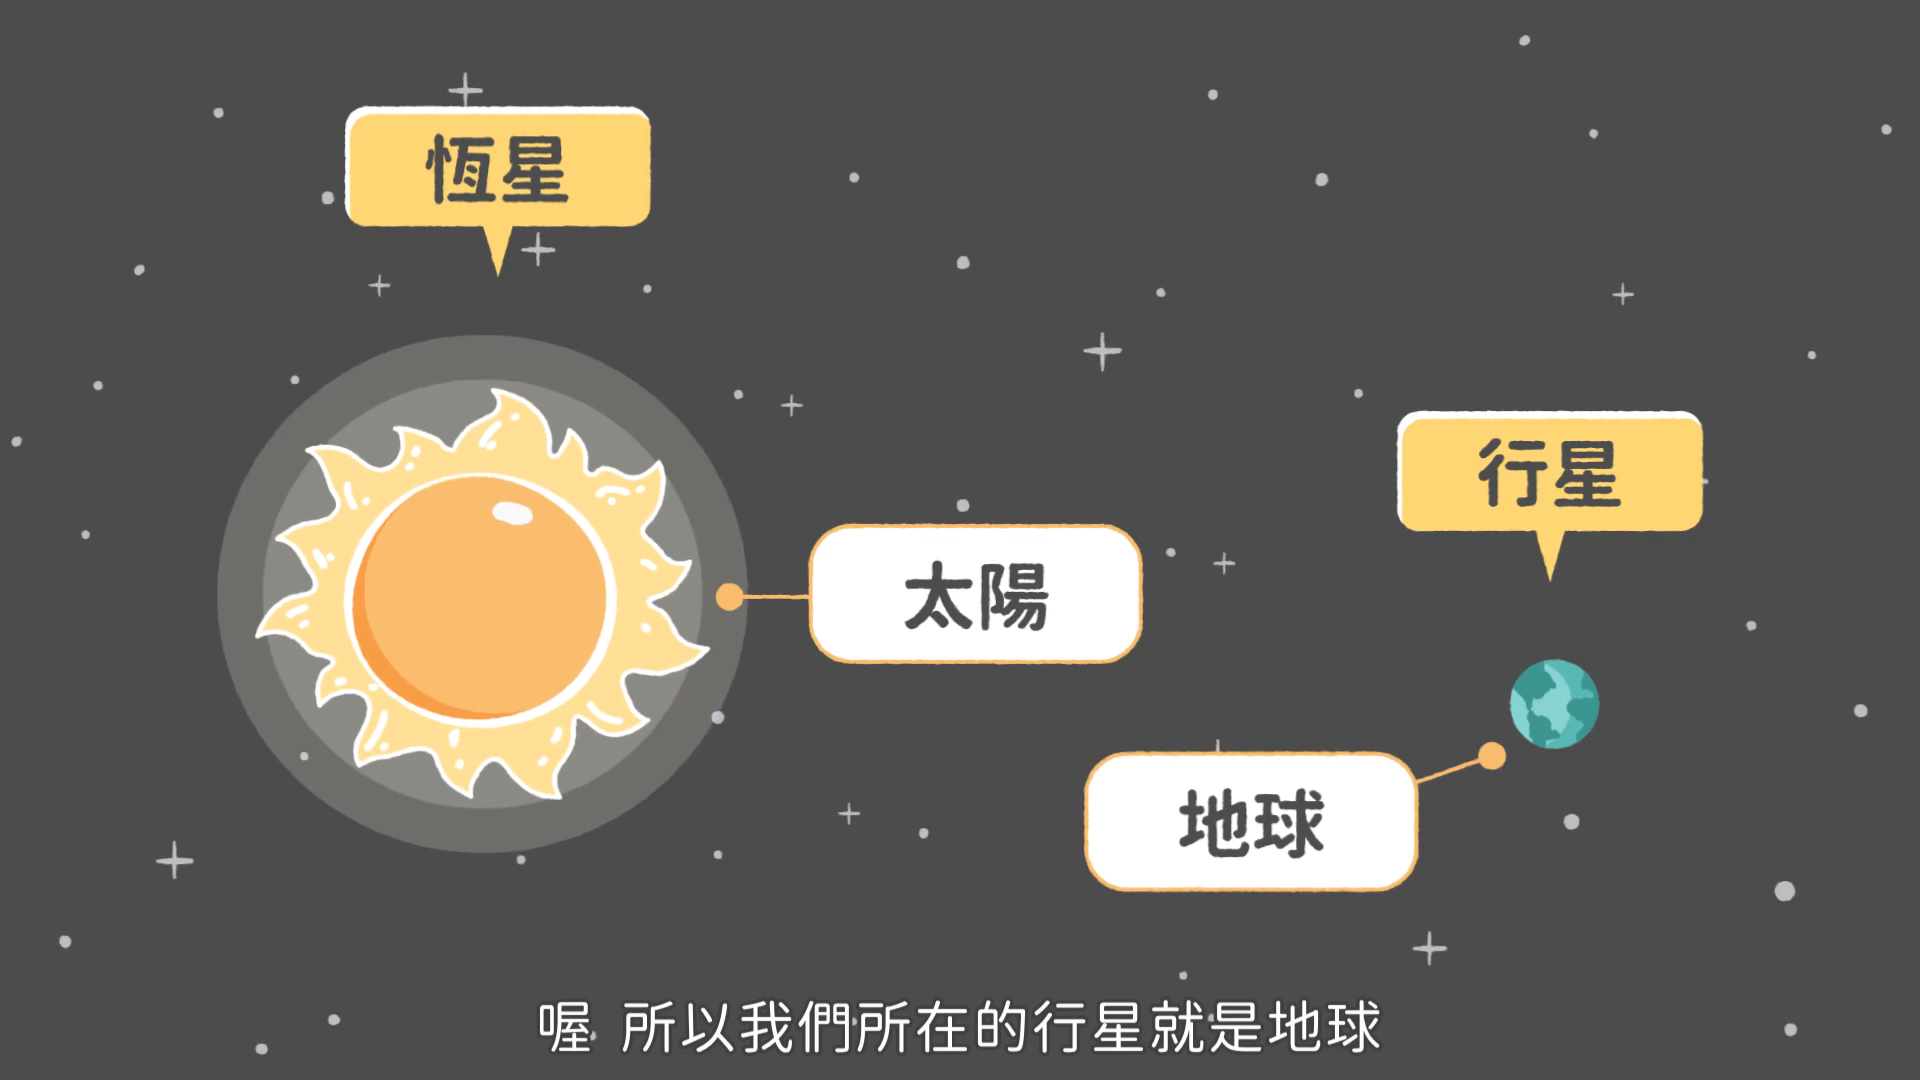 恆星
行星
太陽
地球
喔 所以我們所在的行星就是地球